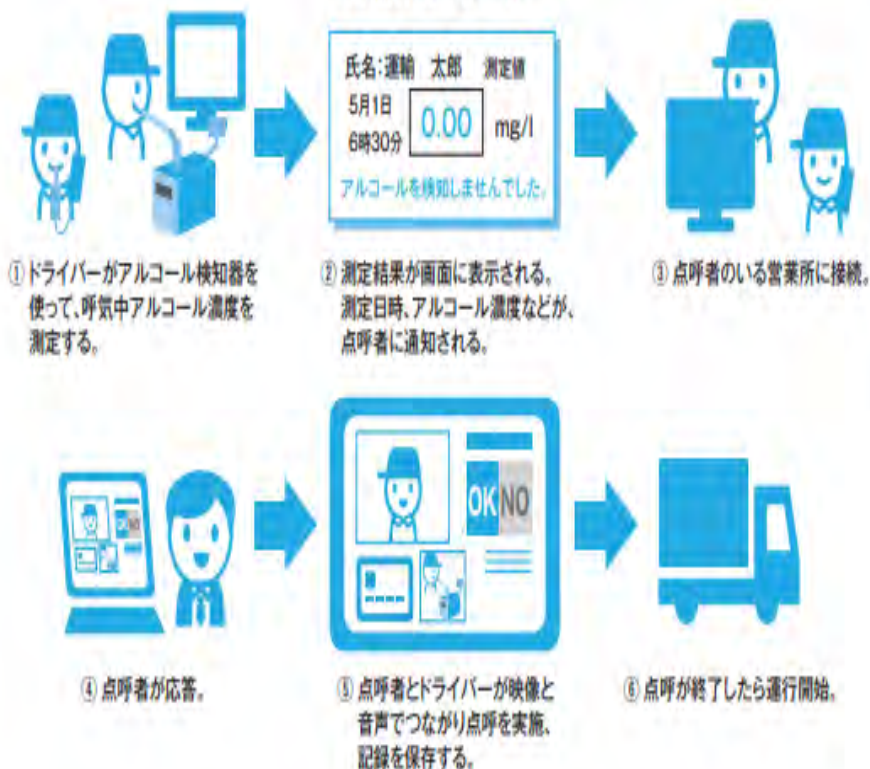 氏名:運輸 太郎 測定値
5月1日
6時30分
0.00 mg/l
アルコールを検知しませんでした。
① ドライバーがアルコール検知器を
使って、呼気中アルコール濃度を
測定する。
② 測定結果が画面に表示される。
測定日時、アルコール濃度などが、
点呼者に通知される。
③ 点呼者のいる営業所に接続。
OK NO
OK NO
④ 点呼者が応答。
⑤ 点呼者とドライバーが映像と
音声でつながり点呼を実施、
記録を保存する。
⑥ 点呼が終了したら運行開始。